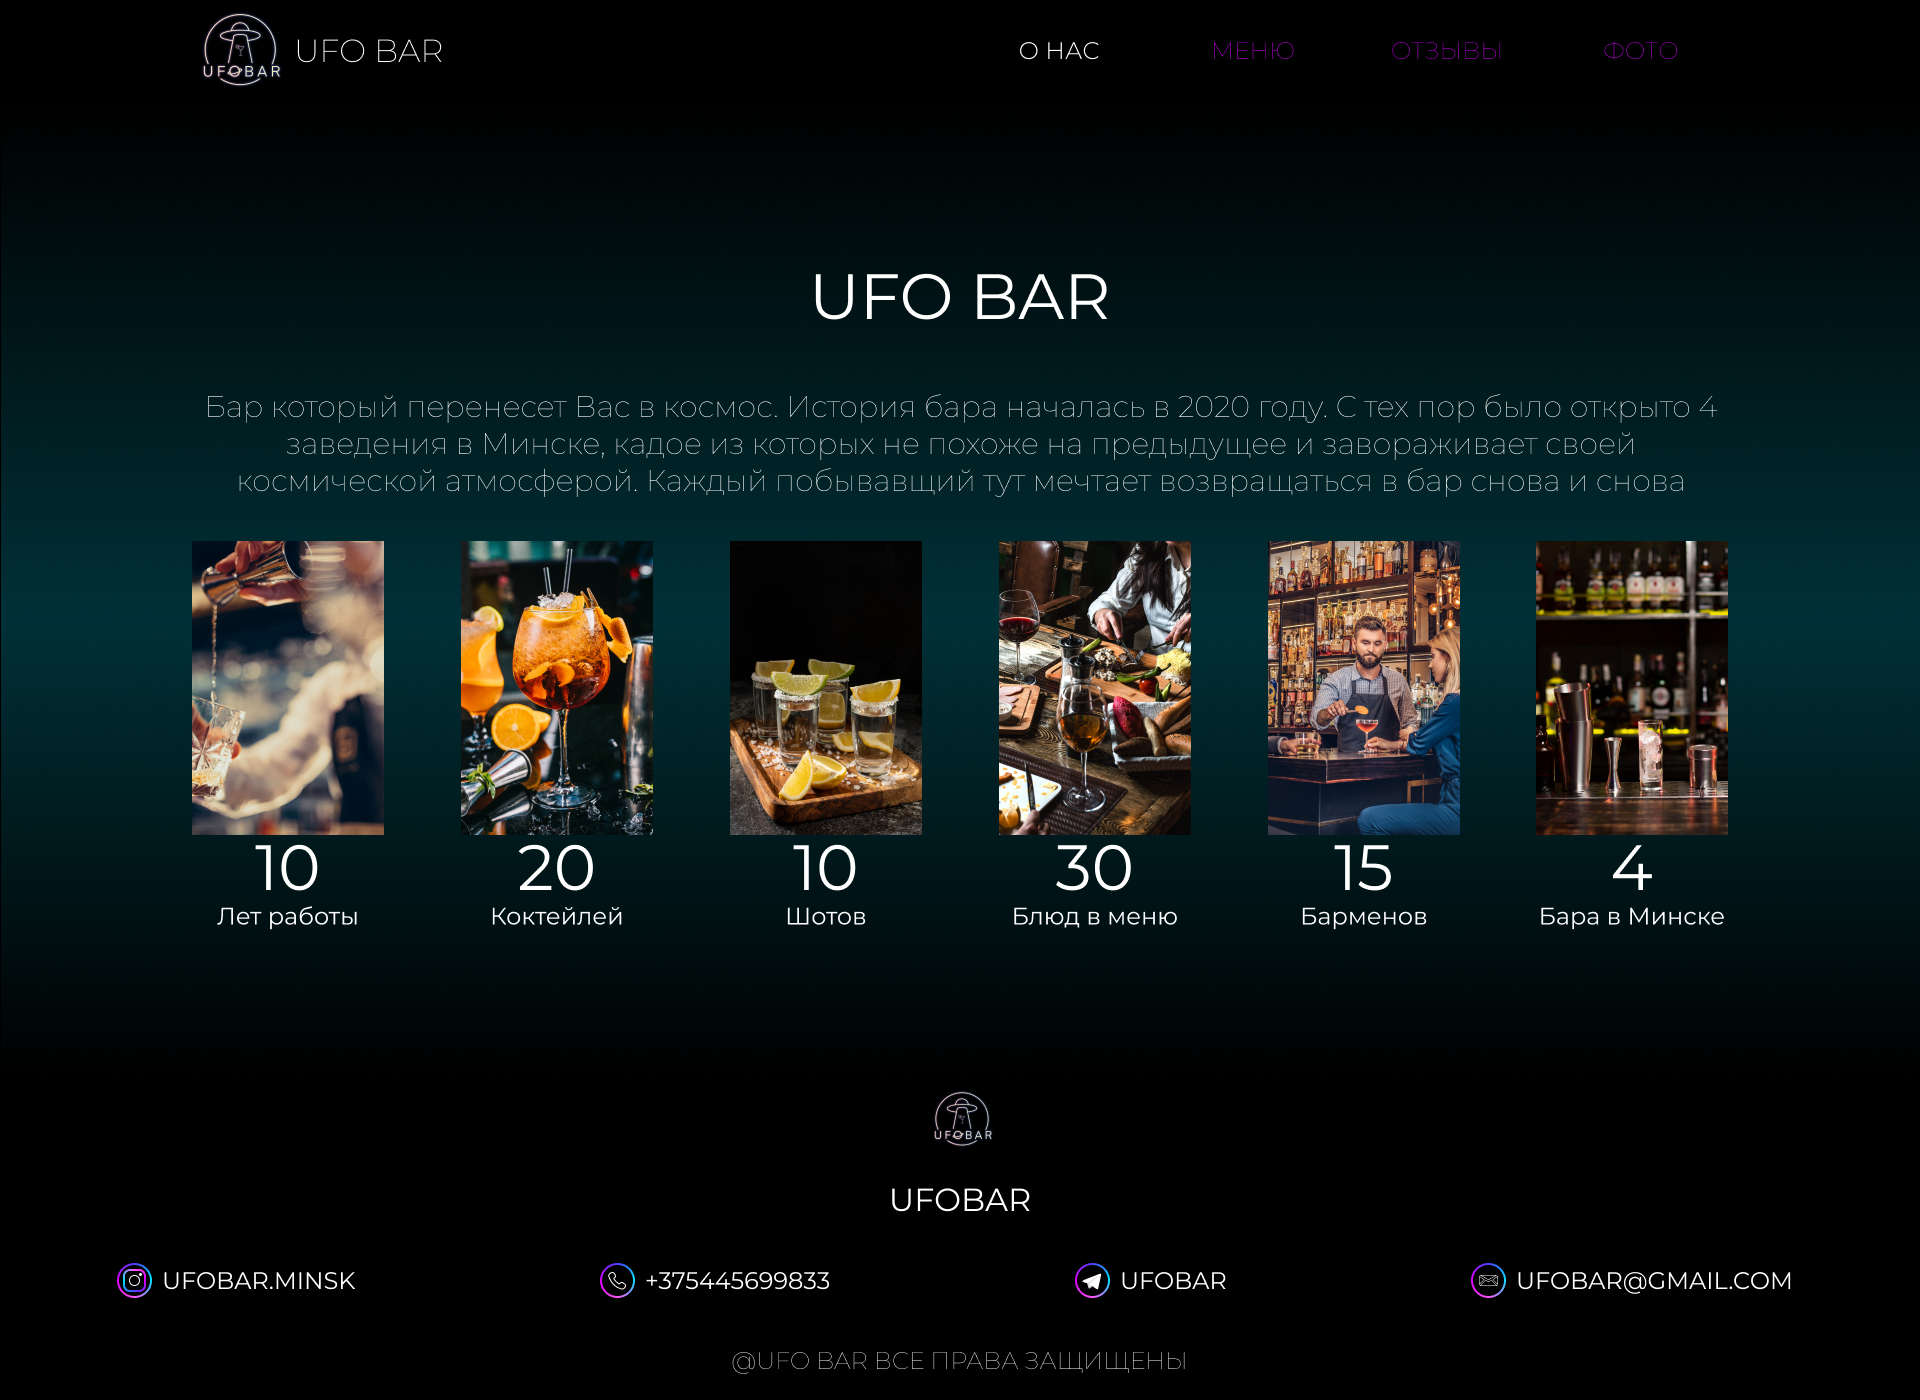 UFOBAR
UFO BAR
О НАС
МЕНЮ
ОТЗЫВЫ
ФОТО
UFO BAR
Бар который перенесет Вас в космос. История бара началась в 2020 году. С тех пор было открыто 4
заведения в Минске, кадое из которых не похоже на предыдущее и завораживает своей
космической атмосферой. Каждый побывавщий тут мечтает возвращаться в бар снова и снова
10
Лет работы
20
Коктейлей
10
Шотов
30
Блюд в меню
15
Барменов
4
Бара в Минске
UFOBAR
UFOBAR
UFOBAR.MINSK
+375445699833
UFOBAR
UFOBAR@GMAIL.COM
@UFO BAR ВСЕ ПРАВА ЗАЩИЩЕНЫ